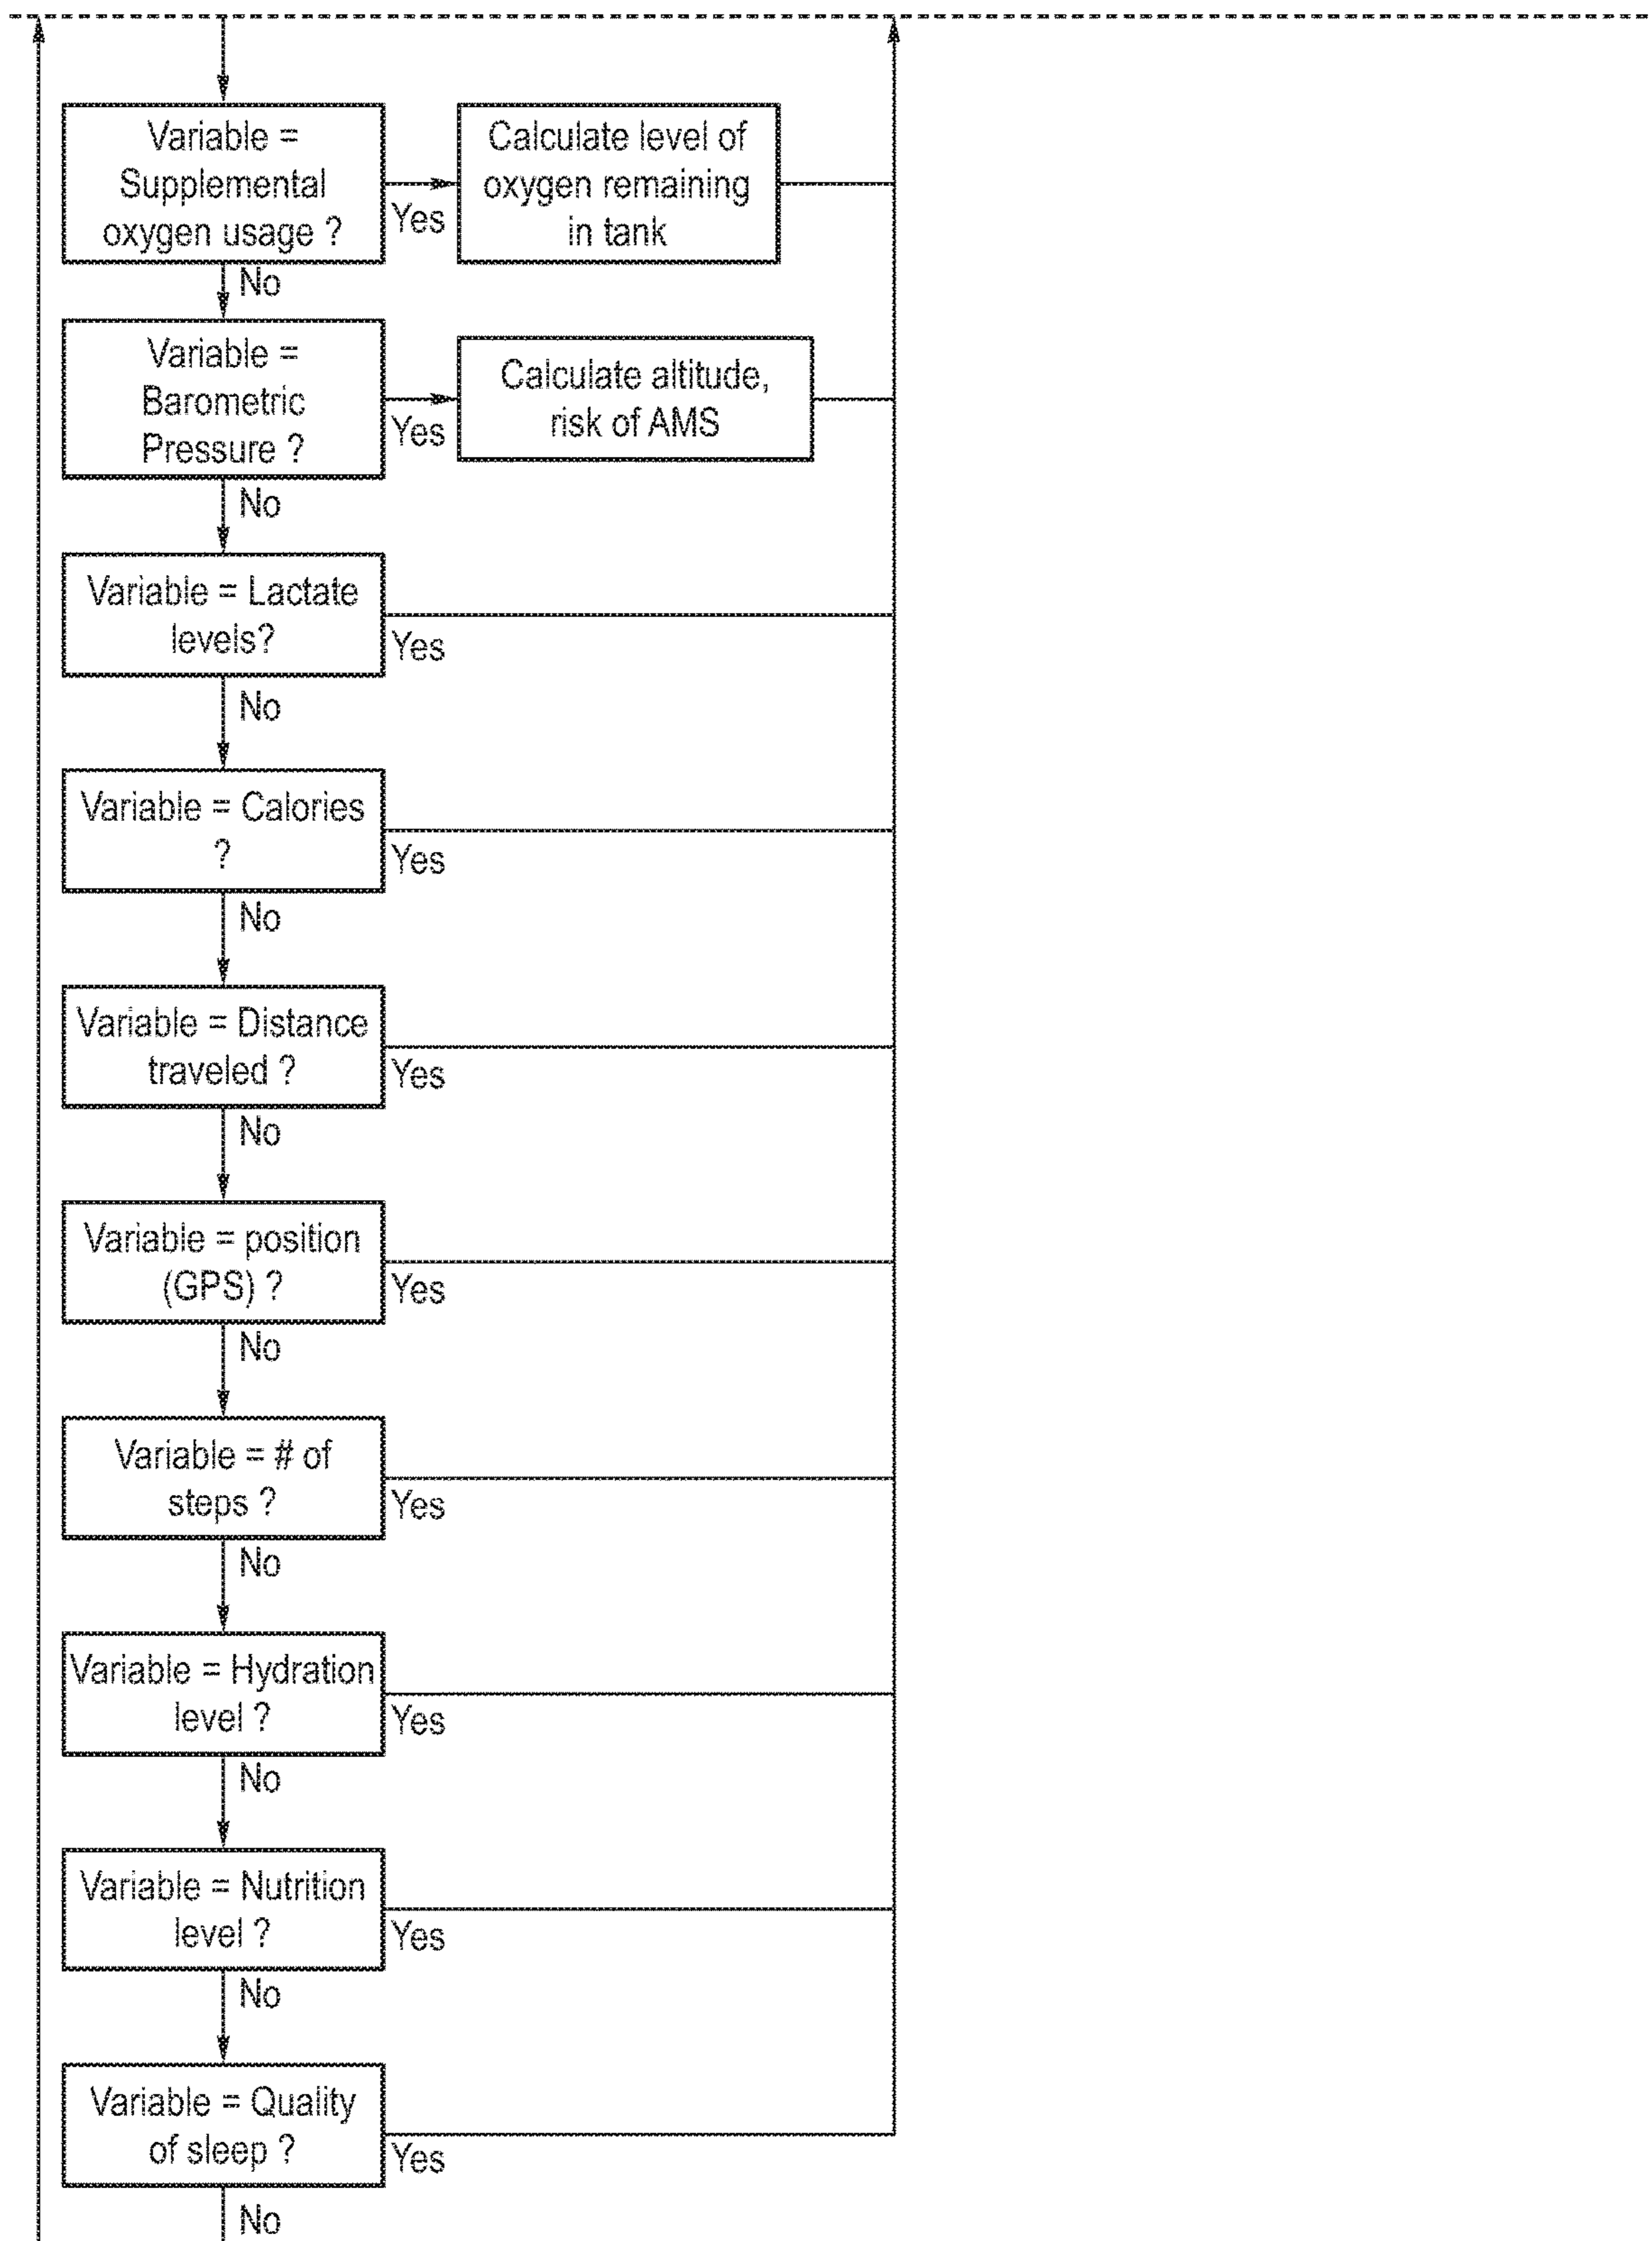 Variable =
Supplemental
oxygen usage ?
Yes
Calculate level of
oxygen remaining
in tank
No
Variable =
Barometric
Pressure ?
Yes
Calculate altitude,
risk of AMS
No
Variable = Lactate
levels?
Yes
No
Variable = Calories
?
Yes
No
Variable = Distance
traveled ?
Yes
No
Variable = position
(GPS) ?
Yes
No
Variable = # of
steps ?
Yes
No
Variable = Hydration
level ?
Yes
No
Variable = Nutrition
level ?
Yes
No
Variable = Quality
of sleep ?
Yes
No